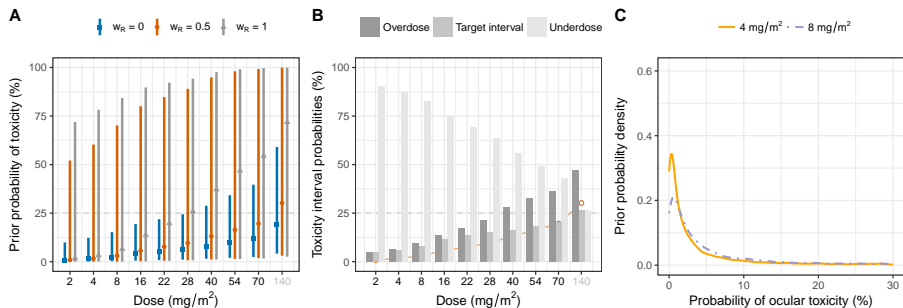 A
w_R = 0 w_R = 0.5 w_R = 1
Prior probability of toxicity (%)
100
75
50
25
0
2 4 8 16 22 28 40 54 70 140
Dose (mg/m²)
B
Overdose Target interval Underdose
Toxicity interval probabilities (%)
100
75
50
25
0
2 4 8 16 22 28 40 54 70 140
Dose (mg/m²)
C
4 mg/m² 8 mg/m²
Prior probability density
0.6
0.4
0.2
0.0
0 10 20 30
Probability of ocular toxicity (%)